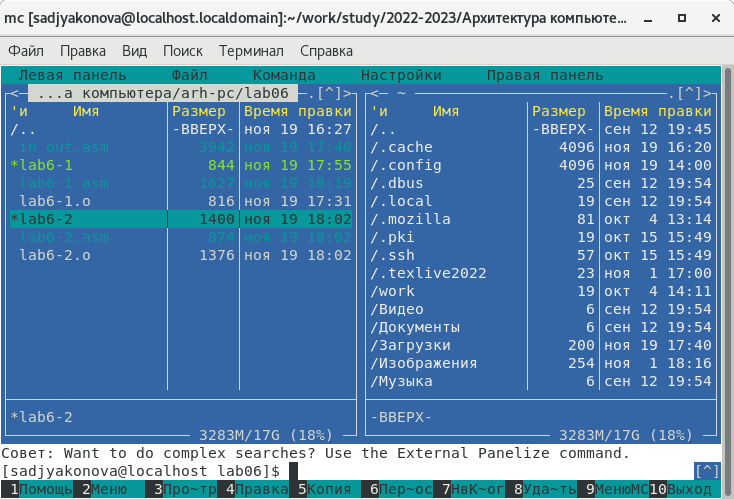 mc [sadjyakonova@localhost.localdomain]:~/work/study/2022-2023/Архитектура компьюте...
Файл Правка Вид Поиск Терминал Справка
Левая панель Файл Команда Настройки Правая панель
<— ...а компьютера/arh-pc/lab06 —.[^]> <— ~ —.[^]>
'и Имя Размер Время правки 'и Имя Размер Время правки
/.. -ВВЕРХ- ноя 19 16:27 /.. -ВВЕРХ- сен 12 19:45
in_out.asm 3942 ноя 19 17:40 /.cache 4096 ноя 19 16:20
*lab6-1 844 ноя 19 17:55 /.config 4096 ноя 19 14:00
lab6-1.asm 1627 ноя 19 18:19 /.dbus 25 сен 12 19:54
lab6-1.o 816 ноя 19 17:31 /.local 19 сен 12 19:54
*lab6-2 1400 ноя 19 18:02 /.mozilla 81 окт 4 13:14
lab6-2.asm 874 ноя 19 18:02 /.pki 19 окт 15 15:49
lab6-2.o 1376 ноя 19 18:02 /.ssh 57 окт 15 15:49
/.texlive2022 23 ноя 1 17:00
/work 19 окт 4 14:11
/Видео 6 сен 12 19:54
/Документы 6 сен 12 19:54
/Загрузки 200 ноя 19 17:40
/Изображения 254 ноя 1 18:16
/Музыка 6 сен 12 19:54
*lab6-2 -ВВЕРХ-
3283M/17G (18%) 3283M/17G (18%)
Совет: Want to do complex searches? Use the External Panelize command.
[sadjyakonova@localhost lab06]$ [^]
1Помощь 2Меню 3Про~тр 4Правка 5Копия 6Пер~ос 7НвК~ог 8Уда~ть 9МенюМС 10Выход